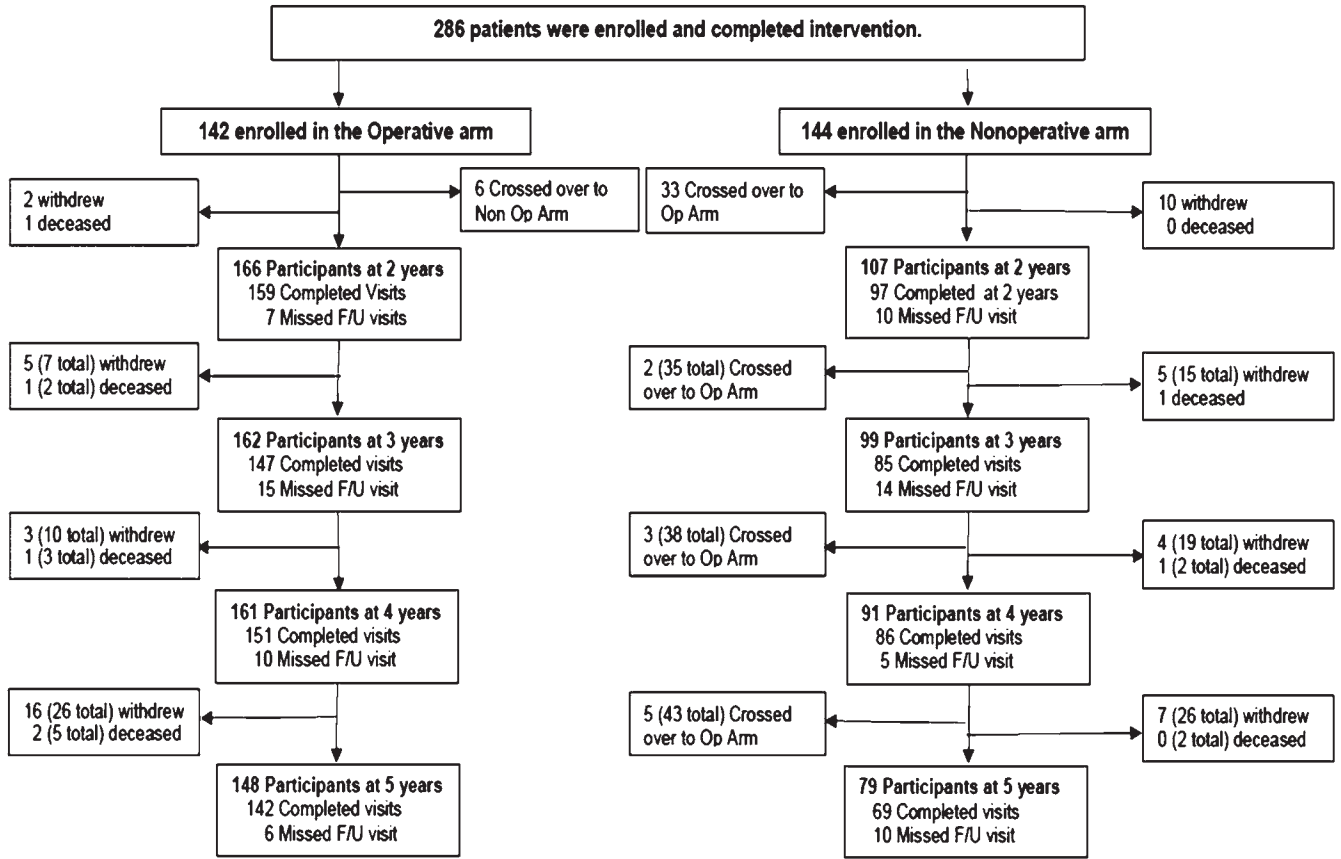 286 patients were enrolled and completed intervention.
142 enrolled in the Operative arm
144 enrolled in the Nonoperative arm
2 withdrew
1 deceased
6 Crossed over to
Non Op Arm
33 Crossed over to
Op Arm
10 withdrew
0 deceased
166 Participants at 2 years
159 Completed Visits
7 Missed F/U visits
107 Participants at 2 years
97 Completed at 2 years
10 Missed F/U visit
5 (7 total) withdrew
1 (2 total) deceased
2 (35 total) Crossed
over to Op Arm
5 (15 total) withdrew
1 deceased
162 Participants at 3 years
147 Completed visits
15 Missed F/U visit
99 Participants at 3 years
85 Completed visits
14 Missed F/U visit
3 (10 total) withdrew
1 (3 total) deceased
3 (38 total) Crossed
over to Op Arm
4 (19 total) withdrew
1 (2 total) deceased
161 Participants at 4 years
151 Completed visits
10 Missed F/U visit
91 Participants at 4 years
86 Completed visits
5 Missed F/U visit
16 (26 total) withdrew
2 (5 total) deceased
5 (43 total) Crossed
over to Op Arm
7 (26 total) withdrew
0 (2 total) deceased
148 Participants at 5 years
142 Completed visits
6 Missed F/U visit
79 Participants at 5 years
69 Completed visits
10 Missed F/U visit